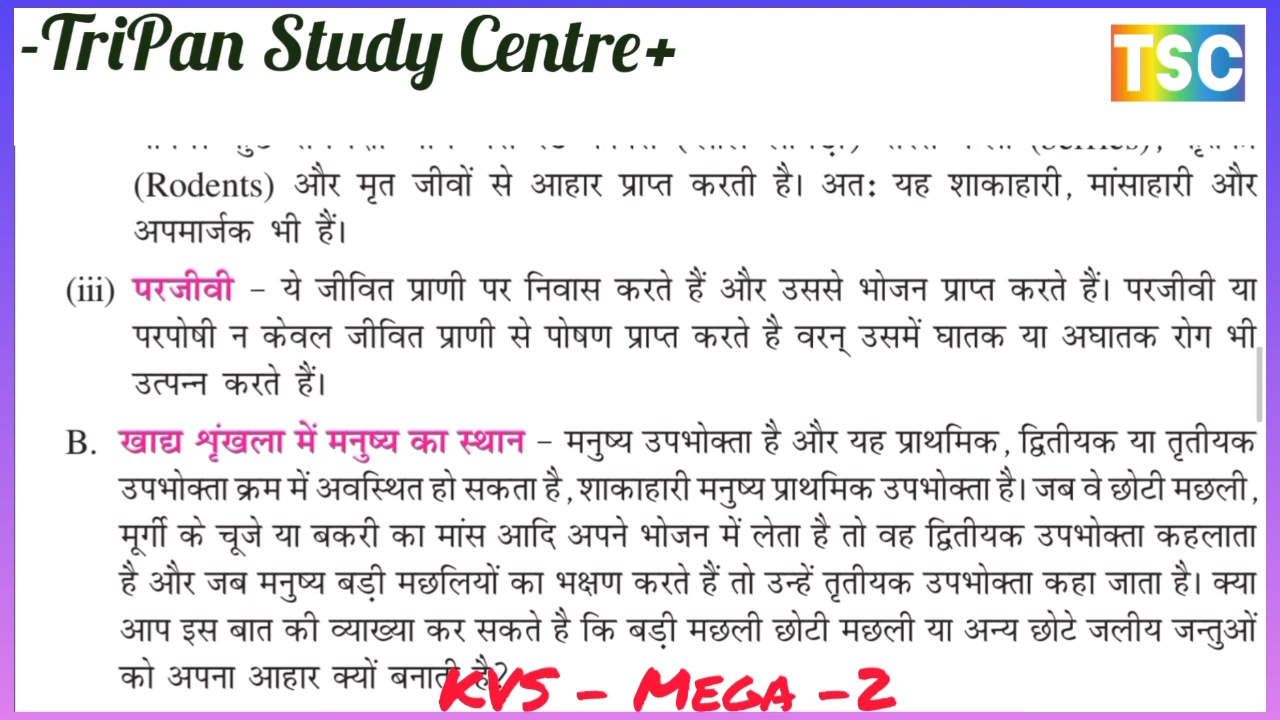 -TriPan Study Centre+
TSC
(Rodents) और मृत जीवों से आहार प्राप्त करती है। अतः यह शाकाहारी, मांसाहारी और
अपमार्जक भी हैं।
(iii) परजीवी – ये जीवित प्राणी पर निवास करते हैं और उससे भोजन प्राप्त करते हैं। परजीवी या
परपोषी न केवल जीवित प्राणी से पोषण प्राप्त करते है वरन् उसमें घातक या अघातक रोग भी
उत्पन्न करते हैं।
B. खाद्य शृंखला में मनुष्य का स्थान – मनुष्य उपभोक्ता है और यह प्राथमिक, द्वितीयक या तृतीयक
उपभोक्ता क्रम में अवस्थित हो सकता है, शाकाहारी मनुष्य प्राथमिक उपभोक्ता है। जब वे छोटी मछली,
मूर्गी के चूजे या बकरी का मांस आदि अपने भोजन में लेता है तो वह द्वितीयक उपभोक्ता कहलाता
है और जब मनुष्य बड़ी मछलियों का भक्षण करते हैं तो उन्हें तृतीयक उपभोक्ता कहा जाता है। क्या
आप इस बात की व्याख्या कर सकते है कि बड़ी मछली छोटी मछली या अन्य छोटे जलीय जन्तुओं
को अपना आहार क्यों बनाती है?
KVS – MEGA –2